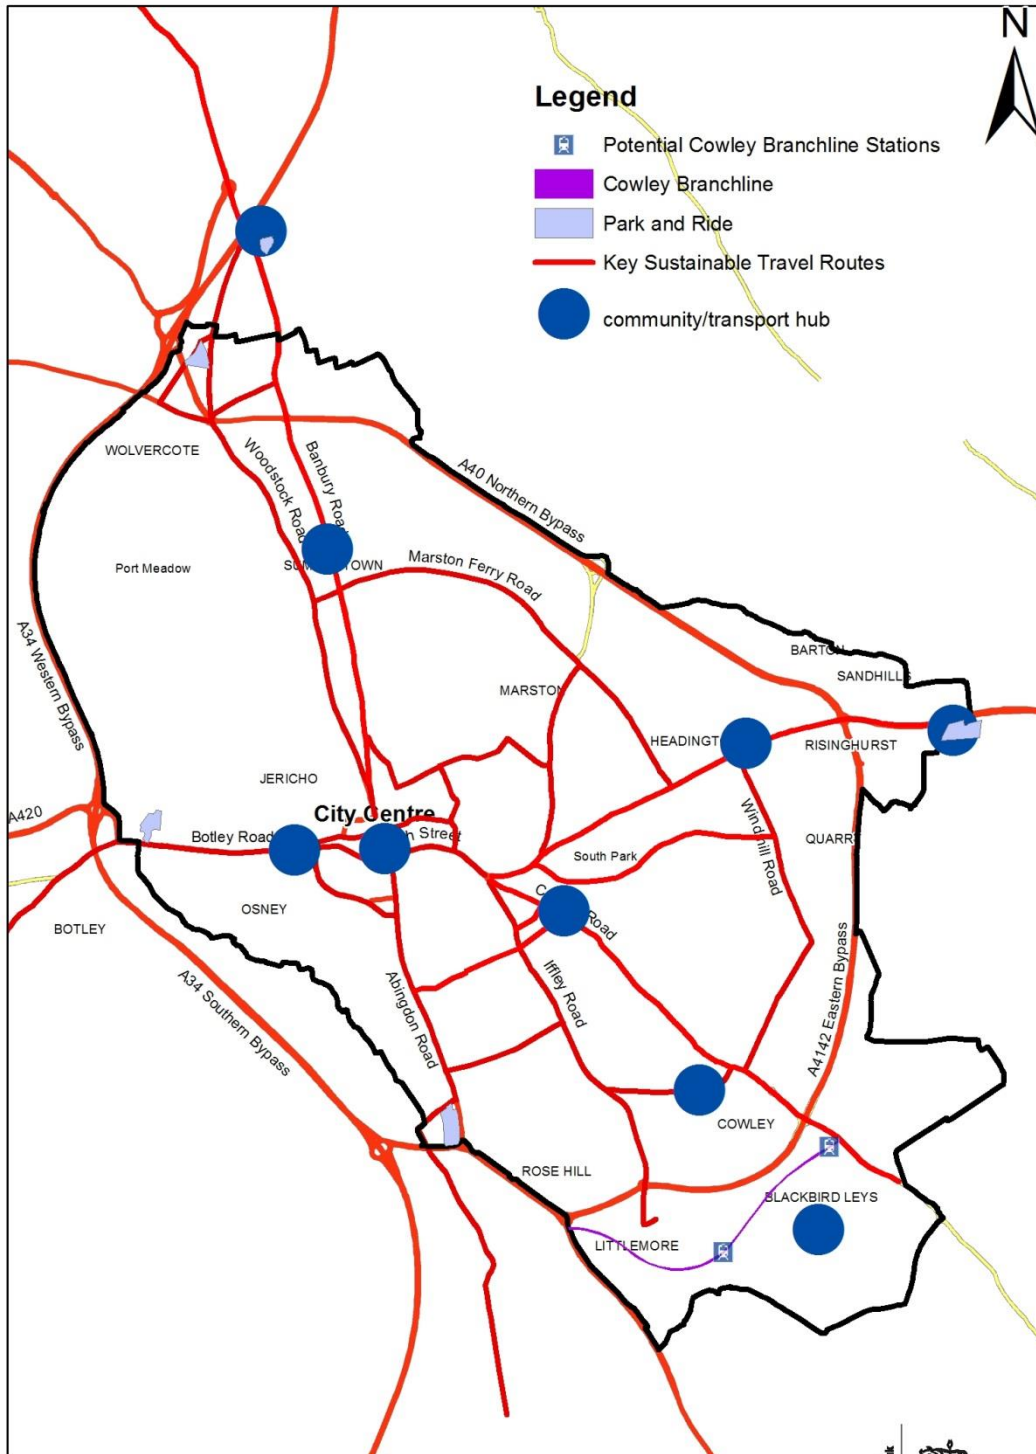 N
Legend
Potential Cowley Branchline Stations
Cowley Branchline
Park and Ride
Key Sustainable Travel Routes
community/transport hub
WOLVERCOTE
Woodstock Road
Banbury Road
A40 Northern Bypass
Port Meadow
Marston Ferry Road
A34 Western Bypass
BARTON
SANDHILLS
MARSTON
RISINGHURST
JERICHO
City Centre
A420
Botley Road
Street
South Park
Windmill Road
OSNEY
BOTLEY
Road
Iffley Road
A34 Southern Bypass
Abingdon Road
A4142 Eastern Bypass
COWLEY
ROSE HILL
BLACKBIRD LEYS
LITTLEMORE